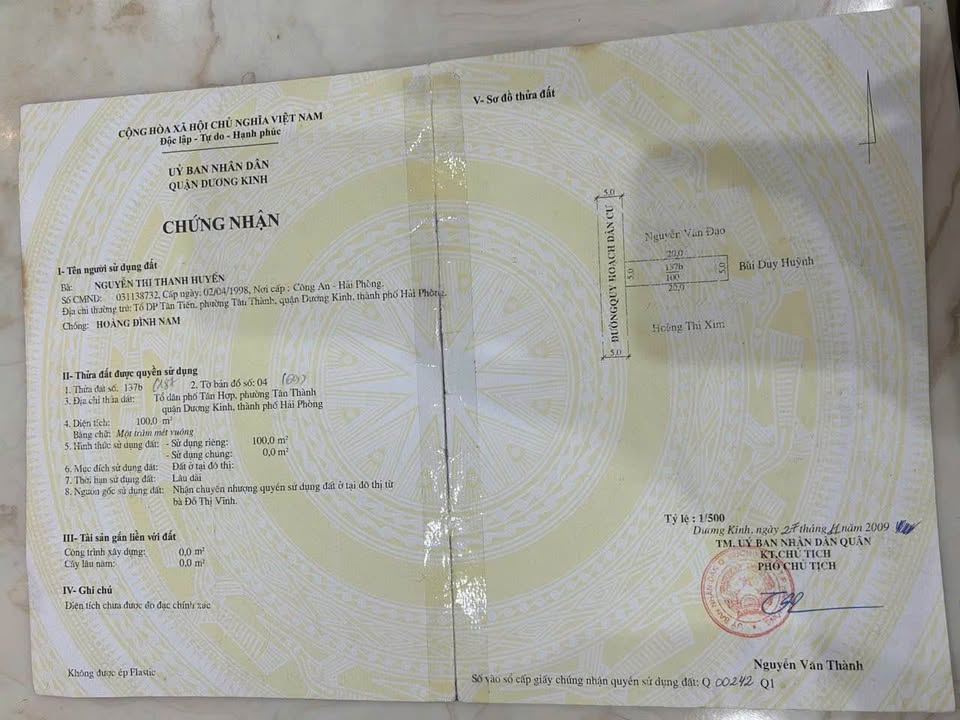 CỘNG HÒA XÃ HỘI CHỦ NGHĨA VIỆT NAM
Độc lập - Tự do - Hạnh phúc
UỶ BAN NHÂN DÂN
QUẬN DƯƠNG KINH
CHỨNG NHẬN
I- Tên người sử dụng đất
Bà: NGUYỄN THỊ THANH HUYỀN
Số CMND: 031138732, Cấp ngày: 02/04/1998, Nơi cấp : Công An - Hải Phòng.
Địa chỉ thường trú: Tổ DP Tân Tiến, phường Tân Thành, quận Dương Kinh, thành phố Hải Phòng.
Chồng: HOÀNG ĐÌNH NAM
II- Thửa đất được quyền sử dụng
1. Thửa đất số: 137b 2. Tờ bản đồ số: 04
3. Địa chỉ thửa đất: Tổ dân phố Tân Hợp, phường Tân Thành
quận Dương Kinh, thành phố Hải Phòng
4. Diện tích: 100,0 m²
Bằng chữ: Một trăm mét vuông
5. Hình thức sử dụng đất: - Sử dụng riêng: 100,0 m²
- Sử dụng chung: 0,0 m²
6. Mục đích sử dụng đất: Đất ở tại đô thị:
7. Thời hạn sử dụng đất: Lâu dài
8. Nguồn gốc sử dụng đất: Nhận chuyển nhượng quyền sử dụng đất ở tại đô thị từ
bà Đỗ Thị Vinh.
III- Tài sản gắn liền với đất
Công trình xây dựng: 0,0 m²
Cây lâu năm: 0,0 m²
IV- Ghi chú
Diện tích chưa được đo đạc chính xác
Không được ép Plastic
V- Sơ đồ thửa đất
5.0
ĐƯỜNG QUY HOẠCH DÂN CƯ
5.0
Nguyễn Văn Đạo
20,0
5,0
137b
100
5,0
20,0
Bùi Duy Huỳnh
Hoàng Thị Xim
Tỷ lệ : 1/500
Dương Kinh, ngày 27 tháng 11 năm 2009
TM. UỶ BAN NHÂN DÂN QUẬN
KT.CHỦ TỊCH
PHÓ CHỦ TỊCH
Nguyễn Văn Thành
Số vào sổ cấp giấy chứng nhận quyền sử dụng đất: Q 00242 Q1